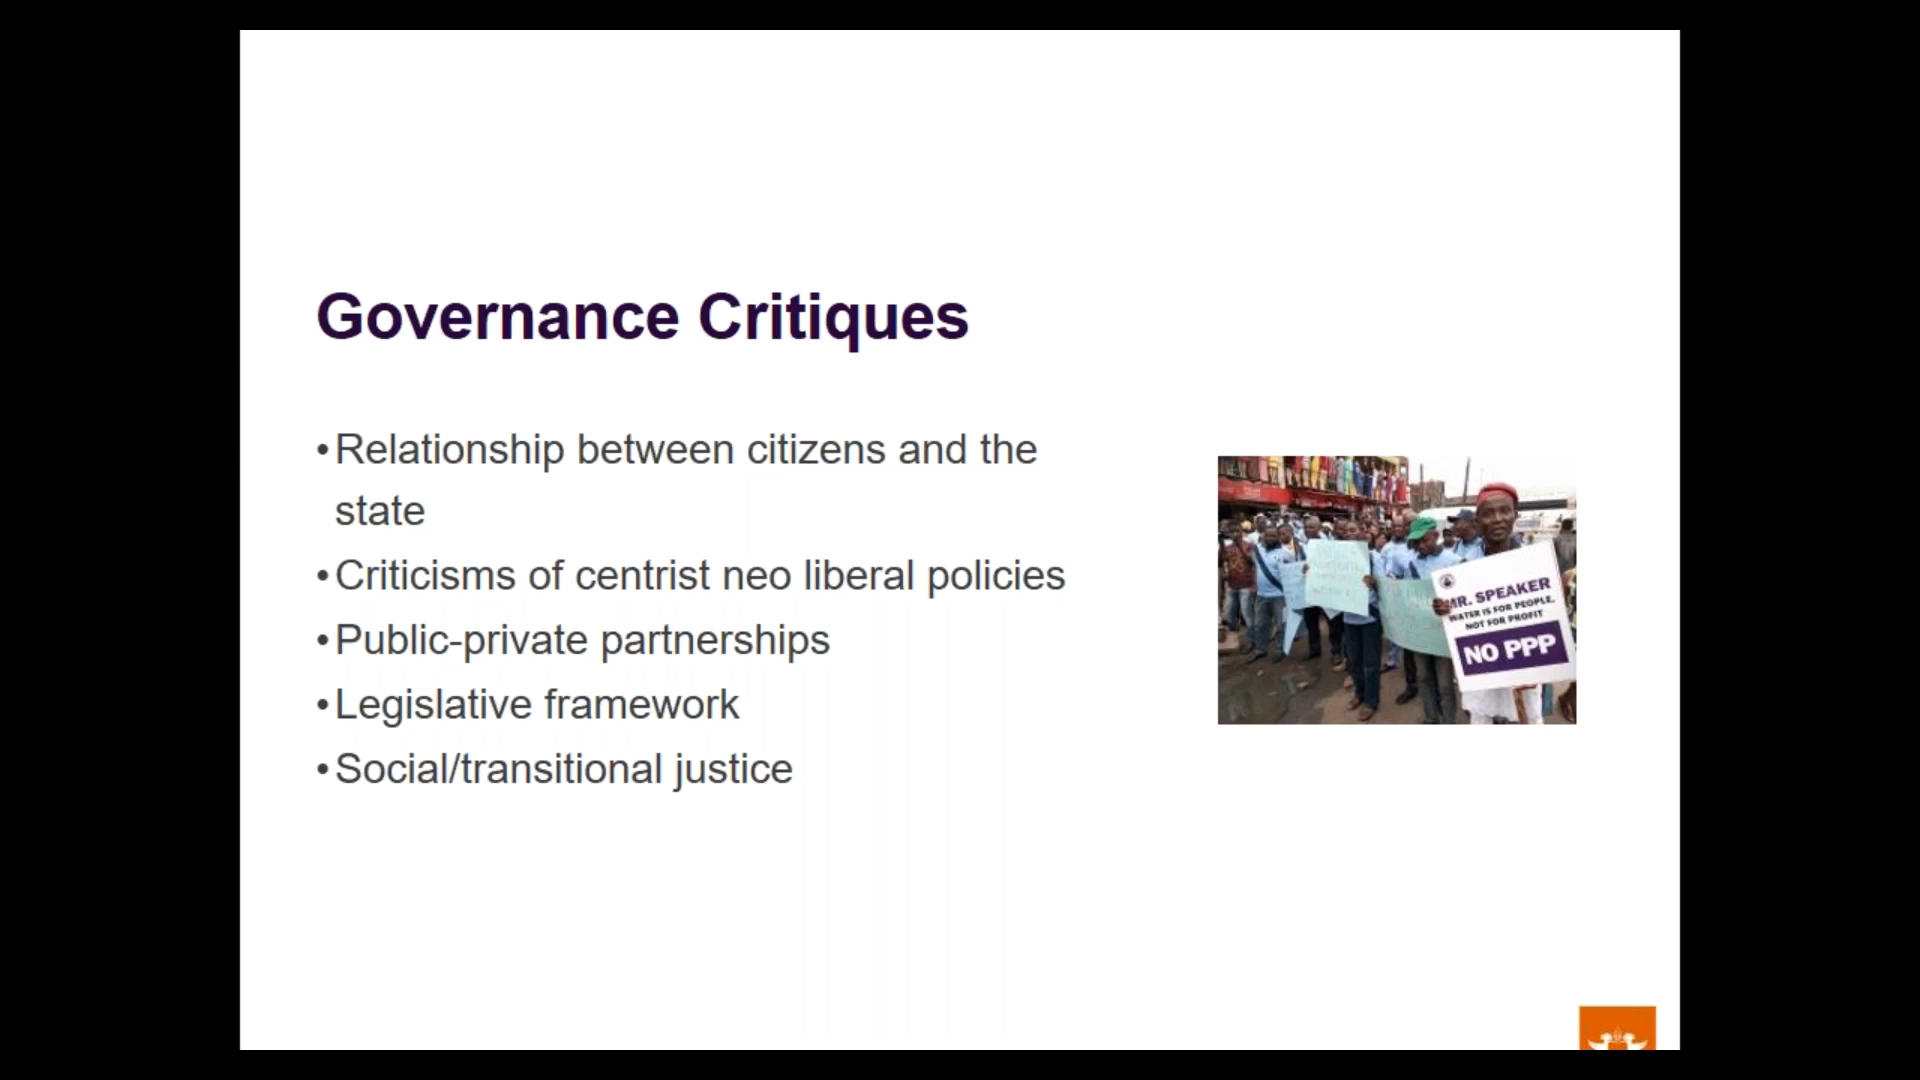 Governance Critiques
•Relationship between citizens and the
state
•Criticisms of centrist neo liberal policies
•Public-private partnerships
•Legislative framework
•Social/transitional justice
MR. SPEAKER
WATER IS FOR PEOPLE,
NOT FOR PROFIT
NO PPP